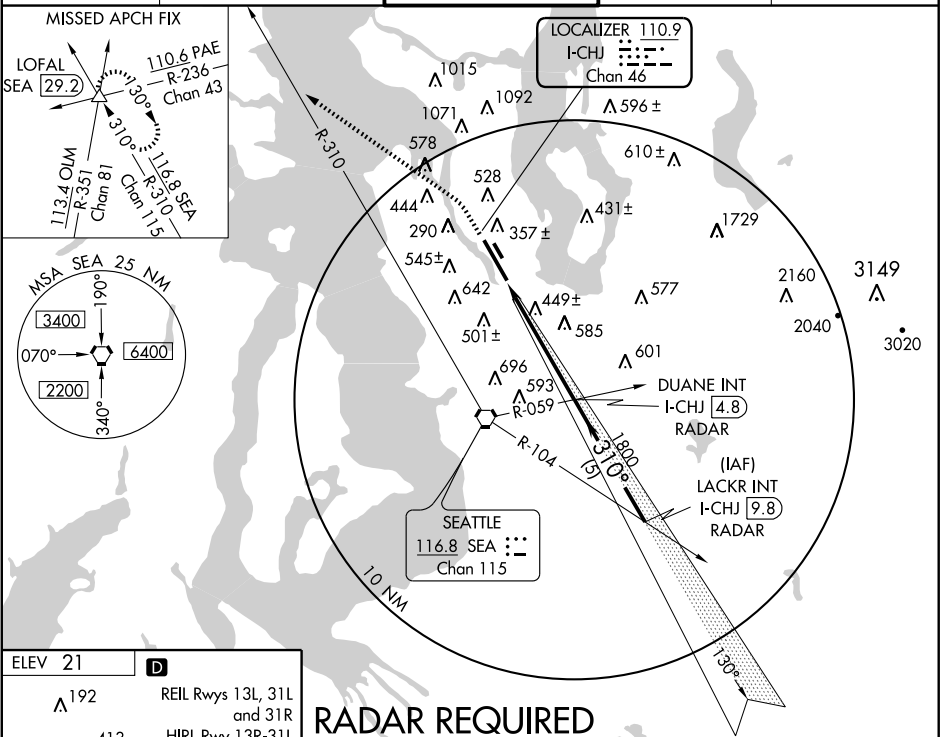 MISSED APCH FIX
LOFAL
SEA 29.2
110.6 PAE
R-236
Chan 43
130°
310°
113.4 OLM
R-351
Chan 81
116.8 SEA
R-310
Chan 115
LOCALIZER 110.9
I-CHJ
Chan 46
R-310
1015
1092
1071
596 ±
578
610 ±
528
444
431±
290
357 ±
1729
545±
642
449±
577
2160
3149
501±
585
2040
3020
696
601
593
MSA SEA 25 NM
190°
3400
070°
6400
2200
340°
R-059
DUANE INT
I-CHJ 4.8
RADAR
R-104
1800
310°
(5)
(IAF)
LACKR INT
I-CHJ 9.8
RADAR
SEATTLE
116.8 SEA
Chan 115
10 NM
130°
ELEV 21
D
192
REIL Rwys 13L, 31L
and 31R
HIRL Rwy 13R-31L
RADAR REQUIRED